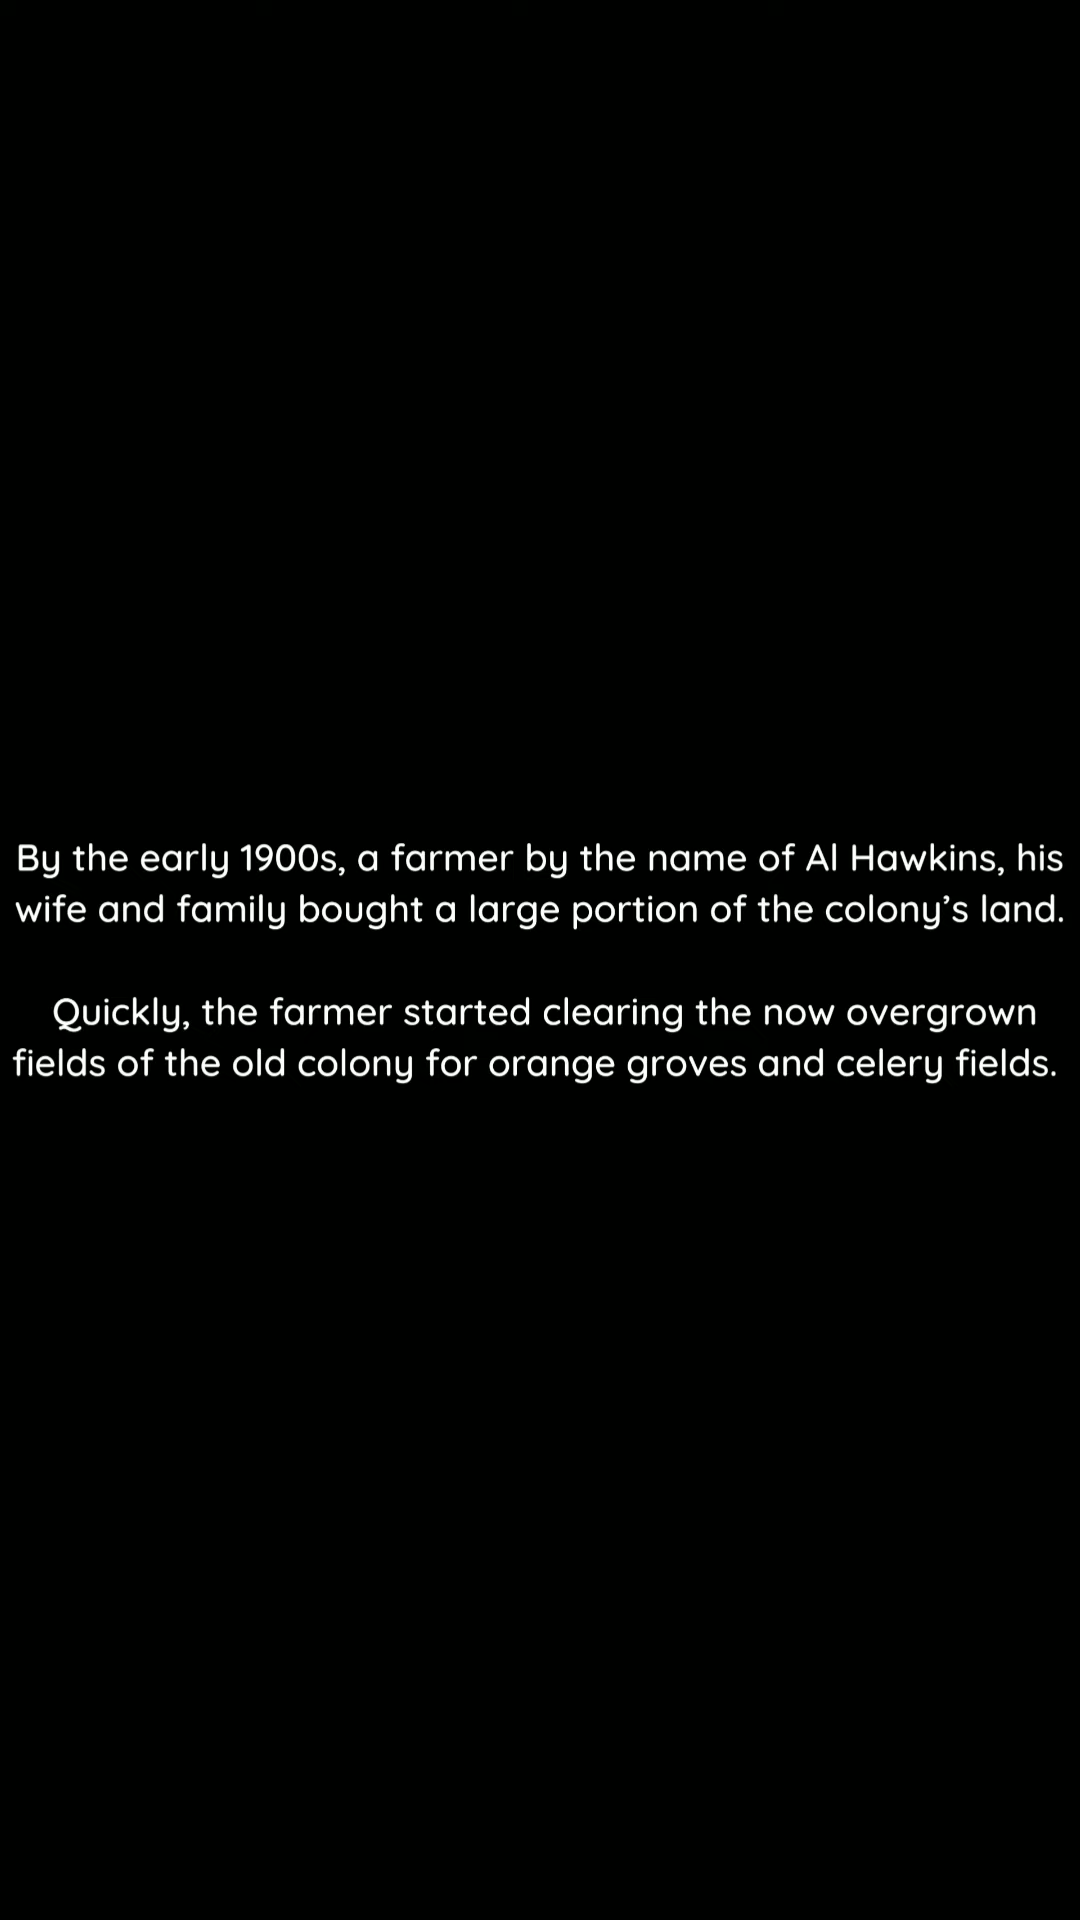 By the early 1900s, a farmer by the name of Al Hawkins, his
wife and family bought a large portion of the colony’s land.
Quickly, the farmer started clearing the now overgrown
fields of the old colony for orange groves and celery fields.